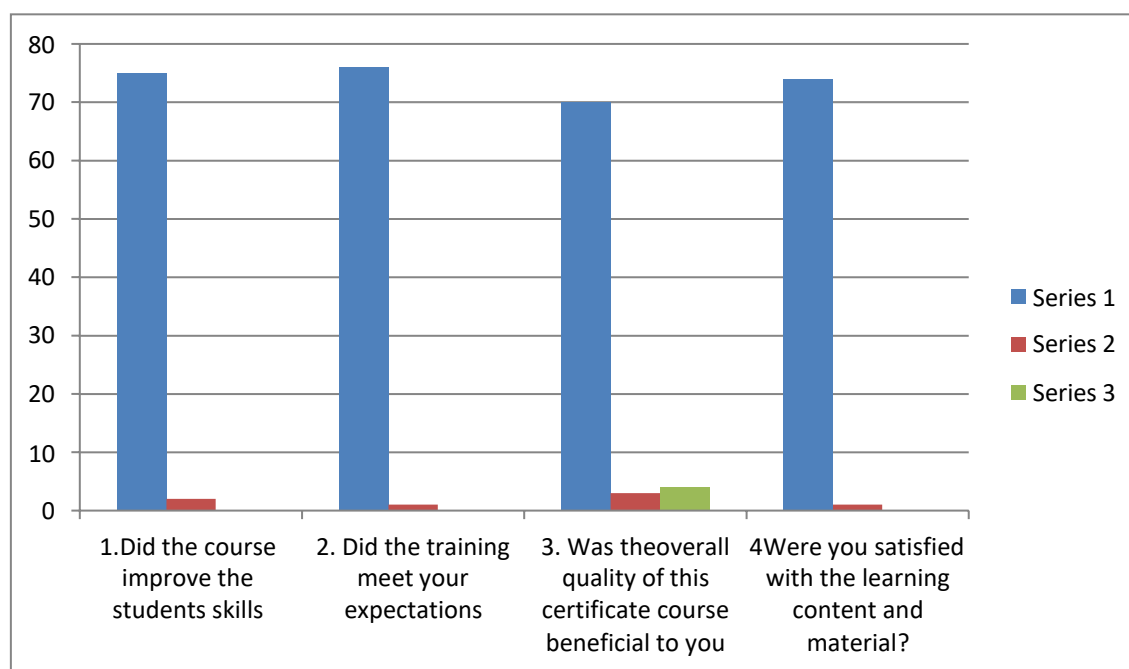 80
70
60
50
40
30
20
10
0
Series 1
Series 2
Series 3
1.Did the course
improve the
students skills
2. Did the training
meet your
expectations
3. Was theoverall
quality of this
certificate course
beneficial to you
4Were you satisfied
with the learning
content and
material?